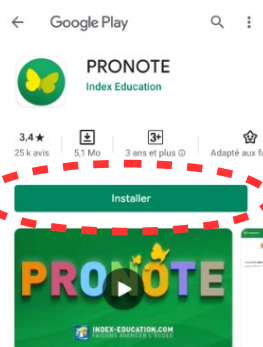 Google Play
PRONOTE
Index Education
3,4★
25 k avis
5,1 Mo
3+
3 ans et plus
Adapté aux fa
Installer
PRONOTE
INDEX-EDUCATION.COM
FAISONS AVANCER L'ÉCOLE